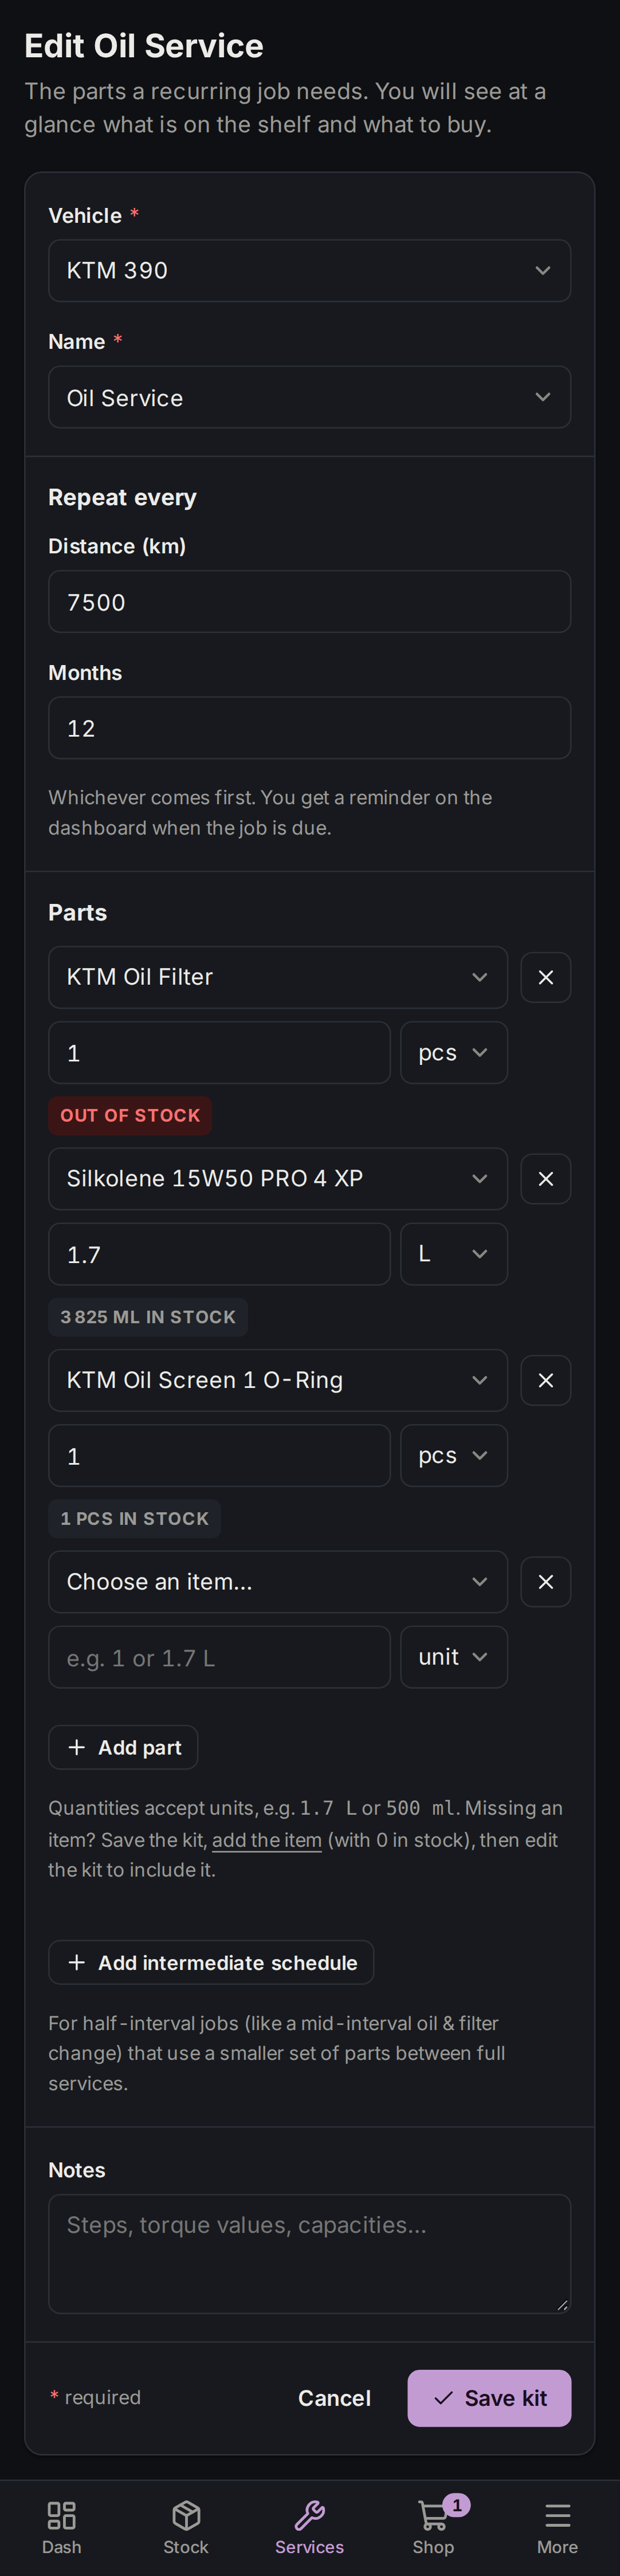 Edit Oil Service
The parts a recurring job needs. You will see at a
glance what is on the shelf and what to buy.
Vehicle *
KTM 390
Name *
Oil Service
Repeat every
Distance (km)
7500
Months
12
Whichever comes first. You get a reminder on the
dashboard when the job is due.
Parts
KTM Oil Filter
1
pcs
OUT OF STOCK
Silkolene 15W50 PRO 4 XP
1.7
L
3 825 ML IN STOCK
KTM Oil Screen 1 O-Ring
1
pcs
1 PCS IN STOCK
Choose an item...
e.g. 1 or 1.7 L
unit
Add part
Quantities accept units, e.g. 1.7 L or 500 ml. Missing an
item? Save the kit, add the item (with 0 in stock), then edit
the kit to include it.
Add intermediate schedule
For half-interval jobs (like a mid-interval oil & filter
change) that use a smaller set of parts between full
services.
Notes
Steps, torque values, capacities...
* required
Cancel
Save kit
1
Dash
Stock
Services
Shop
More